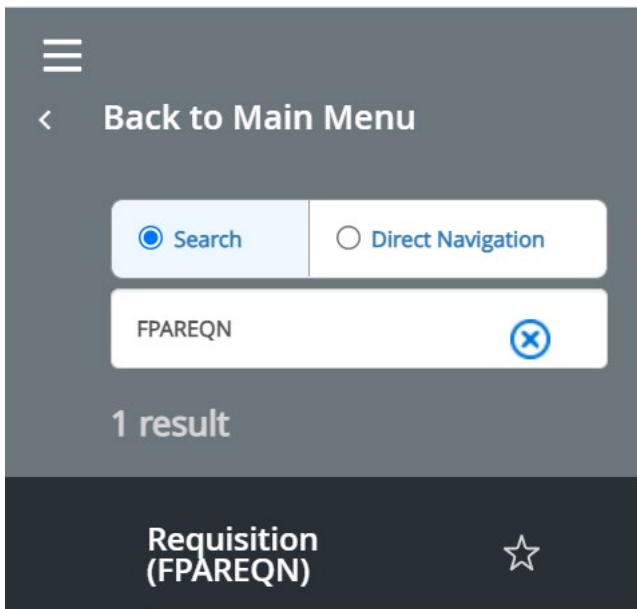 Back to Main Menu
Search
Direct Navigation
FPAREQN
1 result
Requisition
(FPAREQN)